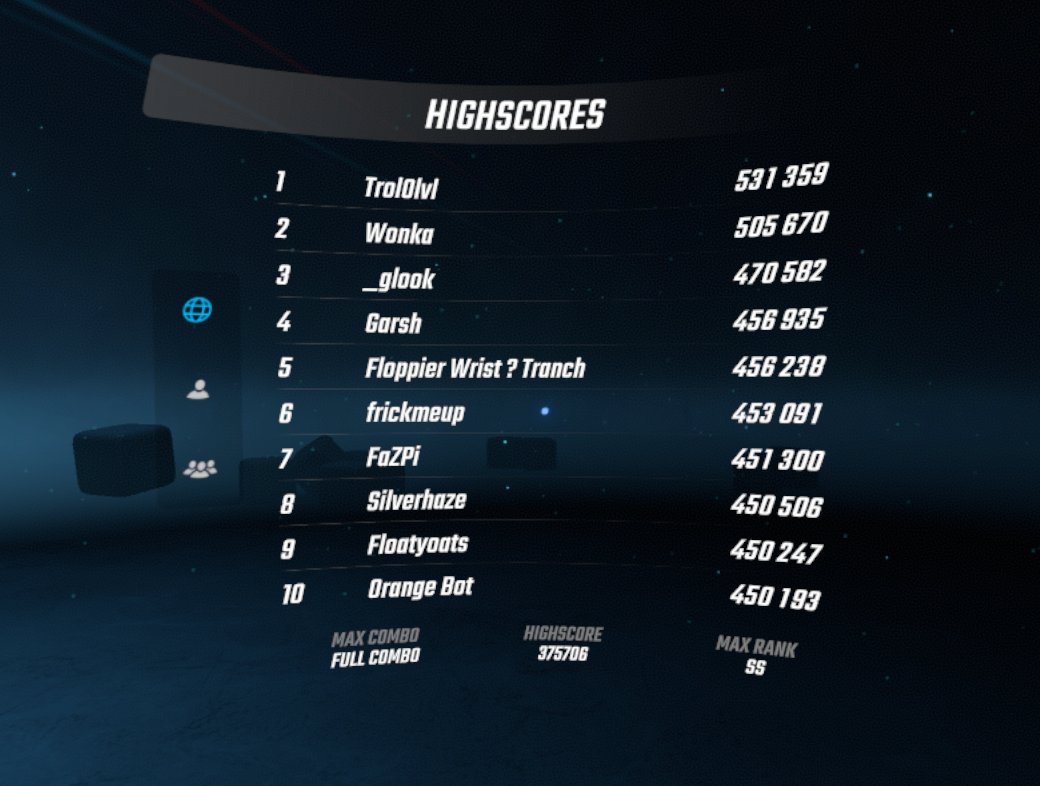 HIGHSCORES
1 Trol0lvl 531 359
2 Wonka 505 670
3 _glook 470 582
4 Garsh 456 935
5 Floppier Wrist ? Tranch 456 238
6 frickmeup 453 091
7 FaZPi 451 300
8 Silverhaze 450 506
9 Floatyoats 450 247
10 Orange Bot 450 193
MAX COMBO HIGHSCORE MAX RANK
FULL COMBO 375706 SS